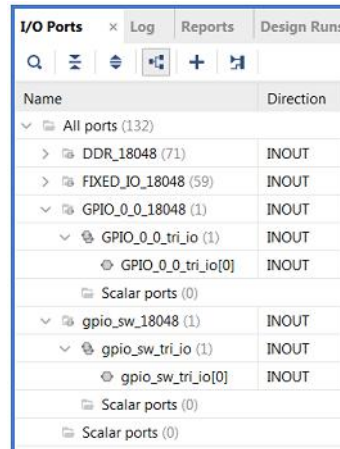 I/O Ports × Log Reports Design Runs
Name Direction
All ports (132)
DDR_18048 (71) INOUT
FIXED_IO_18048 (59) INOUT
GPIO_0_0_18048 (1) INOUT
GPIO_0_0_tri_io (1) INOUT
GPIO_0_0_tri_io[0] INOUT
Scalar ports (0)
gpio_sw_18048 (1) INOUT
gpio_sw_tri_io (1) INOUT
gpio_sw_tri_io[0] INOUT
Scalar ports (0)
Scalar ports (0)